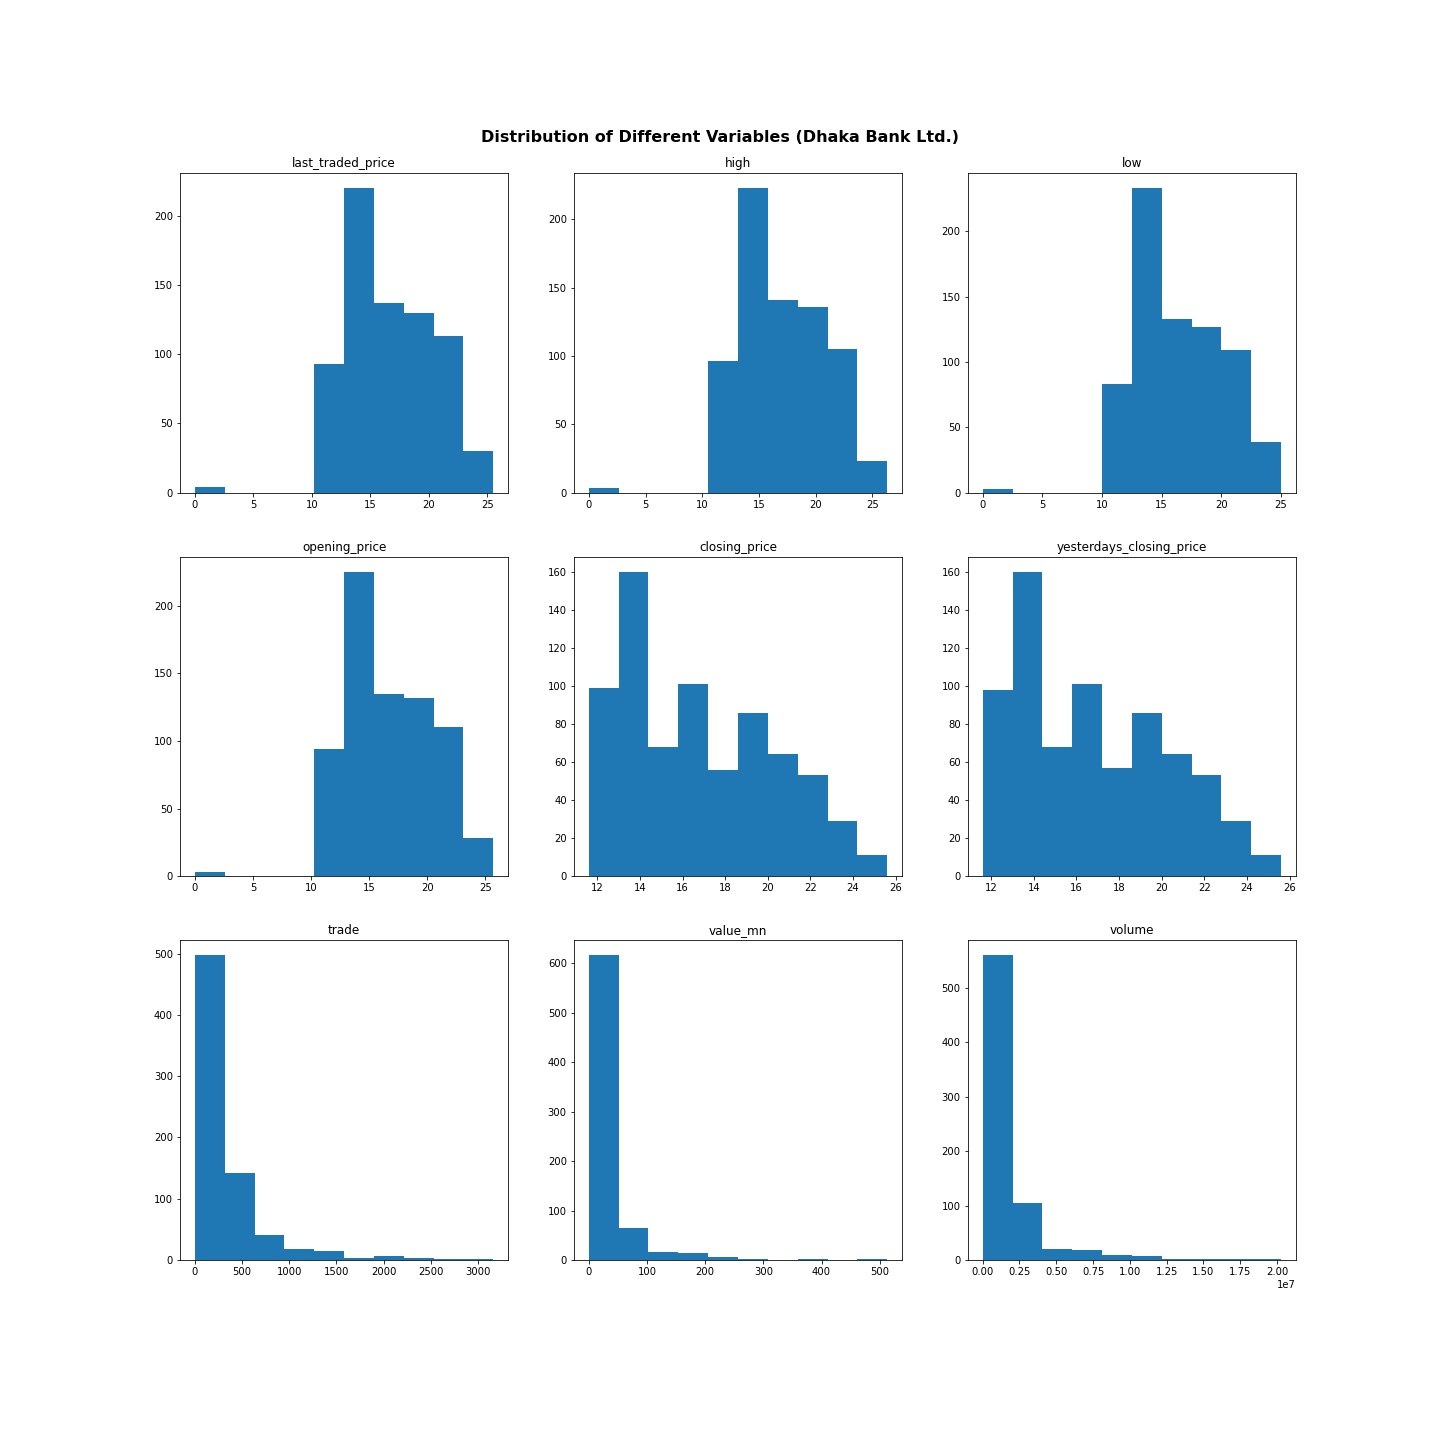 Distribution of Different Variables (Dhaka Bank Ltd.)
last_traded_price
high
low
200
150
100
50
0
0 5 10 15 20 25
200
150
100
50
0
0 5 10 15 20 25
200
150
100
50
0
0 5 10 15 20 25
opening_price
closing_price
yesterdays_closing_price
200
150
100
50
0
0 5 10 15 20 25
160
140
120
100
80
60
40
20
0
12 14 16 18 20 22 24 26
160
140
120
100
80
60
40
20
0
12 14 16 18 20 22 24 26
trade
value_mn
volume
500
400
300
200
100
0
0 500 1000 1500 2000 2500 3000
600
500
400
300
200
100
0
0 100 200 300 400 500
500
400
300
200
100
0
0.00 0.25 0.50 0.75 1.00 1.25 1.50 1.75 2.00
1e7